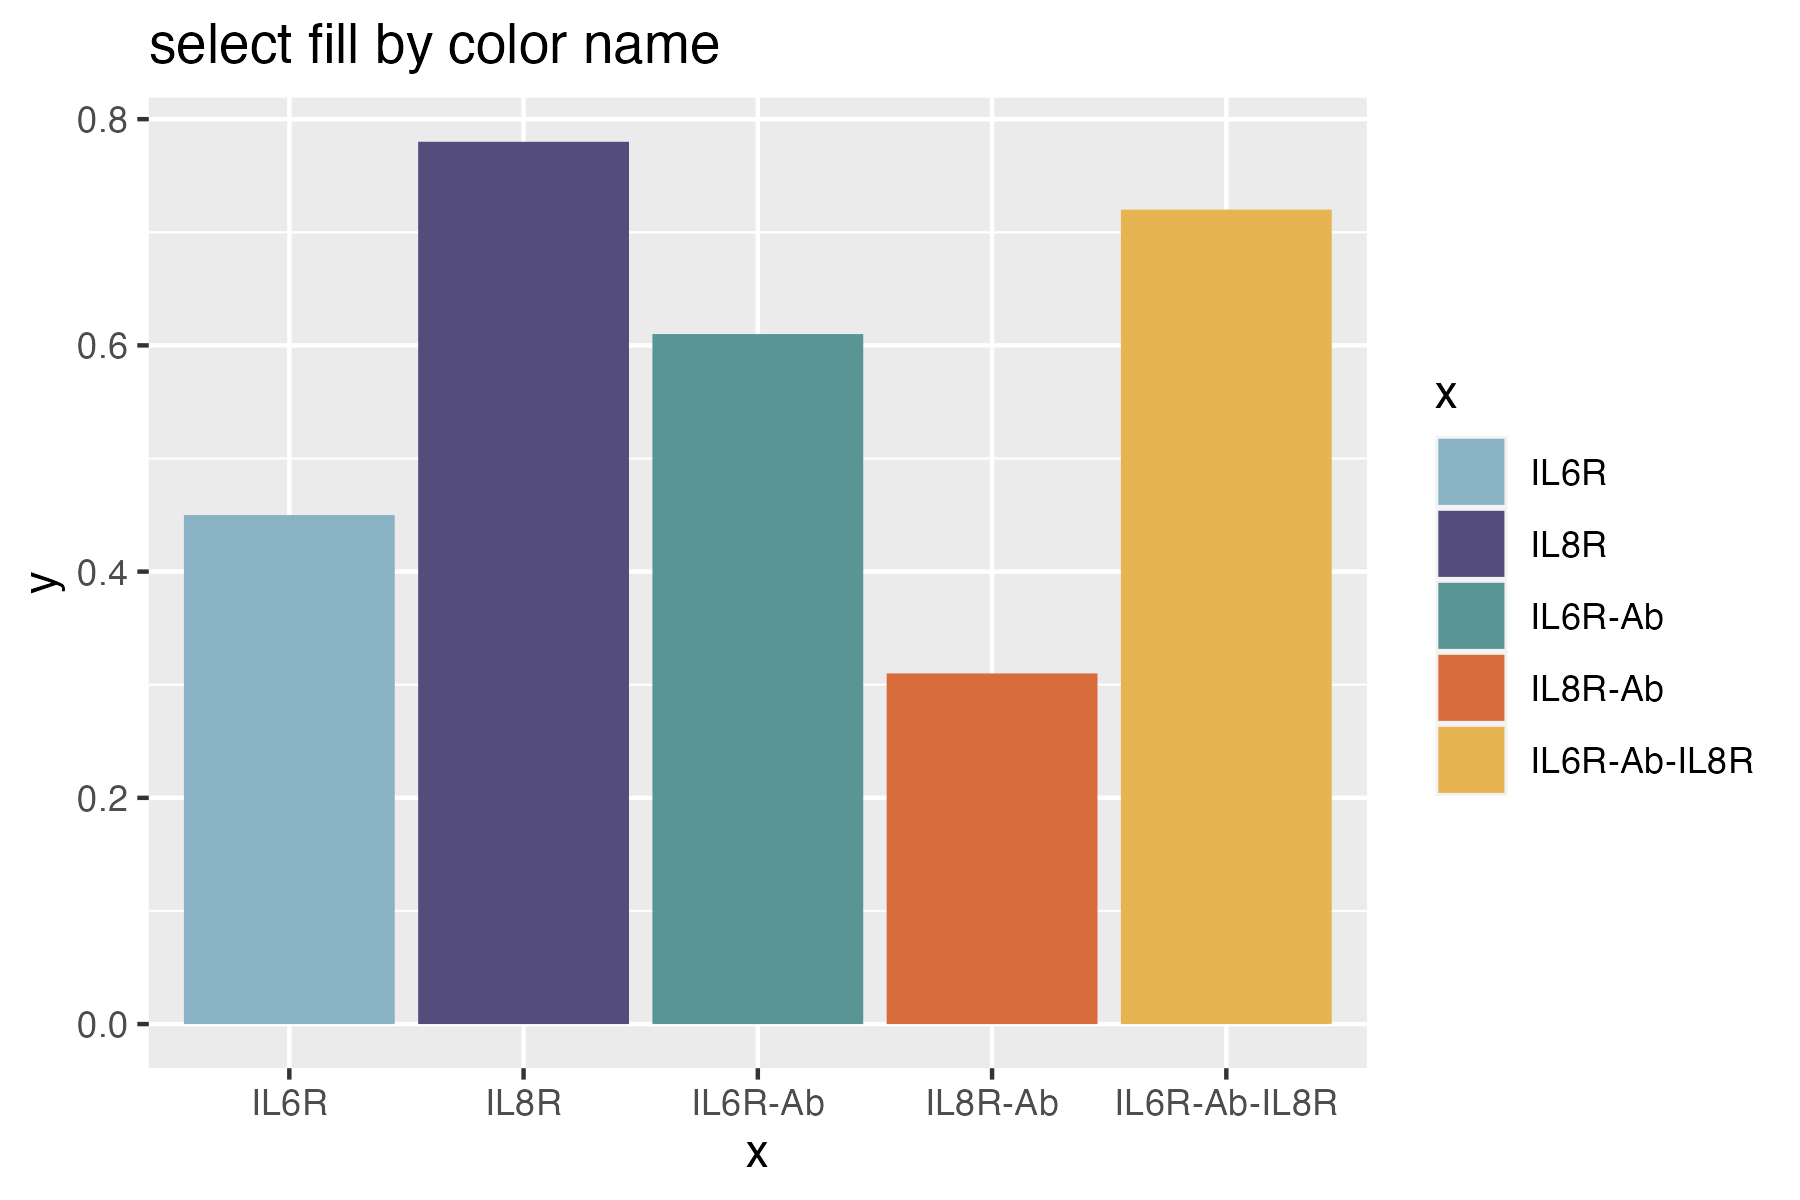 select fill by color name
0.8
0.6
0.4
0.2
0.0
y
IL6R IL8R IL6R-Ab IL8R-Ab IL6R-Ab-IL8R
x
x
IL6R
IL8R
IL6R-Ab
IL8R-Ab
IL6R-Ab-IL8R